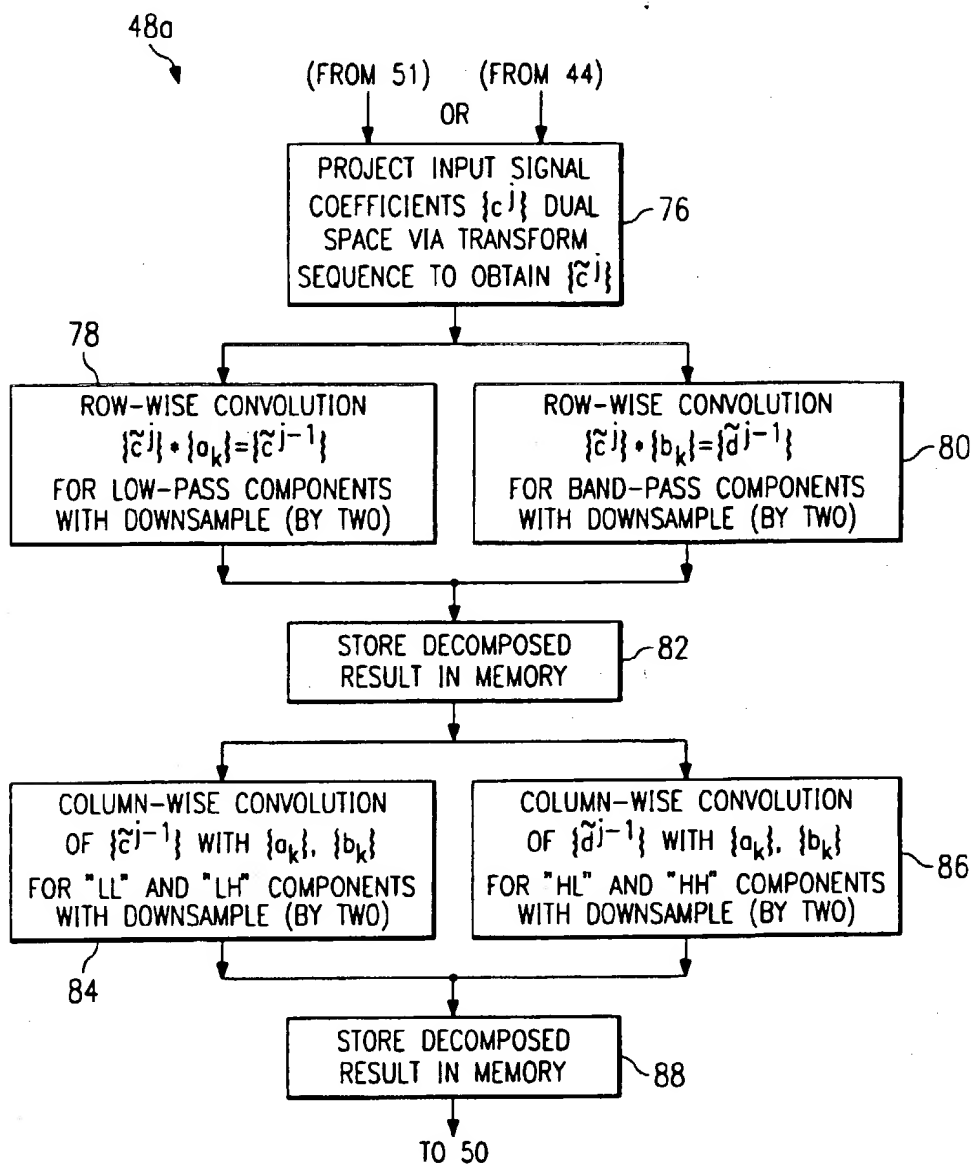 48a
(FROM 51) (FROM 44)
OR
PROJECT INPUT SIGNAL
COEFFICIENTS {c^j} DUAL
SPACE VIA TRANSFORM
SEQUENCE TO OBTAIN {c̃^j}
76
78
ROW-WISE CONVOLUTION
{c̃^j} * {a_k}={c̃^j-1}
FOR LOW-PASS COMPONENTS
WITH DOWNSAMPLE (BY TWO)
ROW-WISE CONVOLUTION
{c̃^j} * {b_k}={d̃^j-1}
FOR BAND-PASS COMPONENTS
WITH DOWNSAMPLE (BY TWO)
80
STORE DECOMPOSED
RESULT IN MEMORY
82
COLUMN-WISE CONVOLUTION
OF {c̃^j-1} WITH {a_k}, {b_k}
FOR "LL" AND "LH" COMPONENTS
WITH DOWNSAMPLE (BY TWO)
84
COLUMN-WISE CONVOLUTION
OF {d̃^j-1} WITH {a_k}, {b_k}
FOR "HL" AND "HH" COMPONENTS
WITH DOWNSAMPLE (BY TWO)
86
STORE DECOMPOSED
RESULT IN MEMORY
88
TO 50